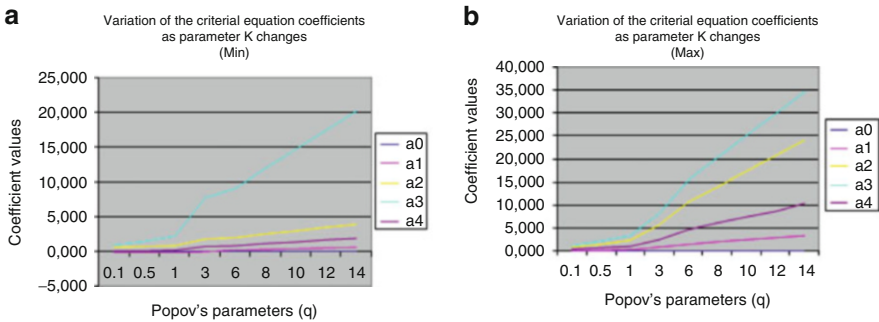 a
Variation of the criterial equation coefficients
as parameter K changes
(Min)
25,000
20,000
15,000
10,000
5,000
0,000
−5,000
Coefficient values
0.1 0.5 1 3 6 8 10 12 14
Popov's parameters (q)
a0
a1
a2
a3
a4
b
Variation of the criterial equation coefficients
as parameter K changes
(Max)
40,000
35,000
30,000
25,000
20,000
15,000
10,000
5,000
0,000
Coefficient values
0.1 0.5 1 3 6 8 10 12 14
Popov's parameters (q)
a0
a1
a2
a3
a4